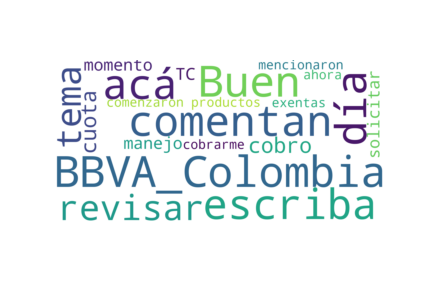 momento
mencionaron
acá
TC
Buen
ahora
tema
cuota
comenzaron
productos
exentas
día
solicitar
comentan
manejo
cobrarme
cobro
BBVA_Colombia
revisar
escriba